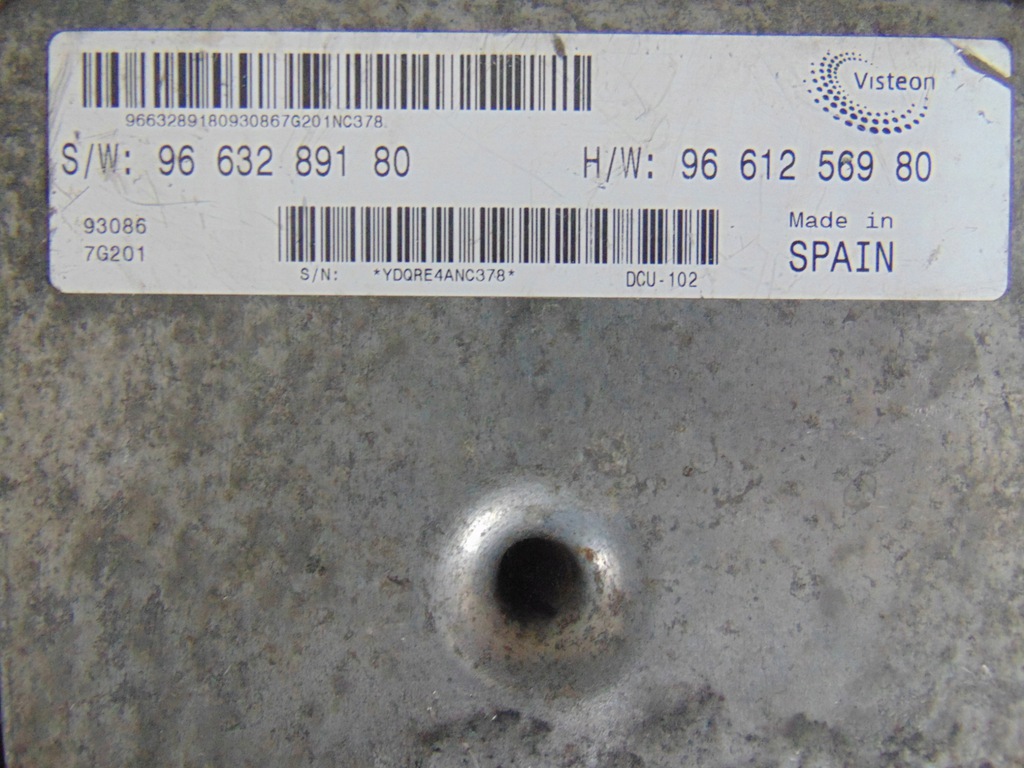 9663289180930867G201NC378
Visteon
S/W: 96 632 891 80
H/W: 96 612 569 80
93086
7G201
Made in
SPAIN
S/N: *YDQRE4ANC378*
DCU-102